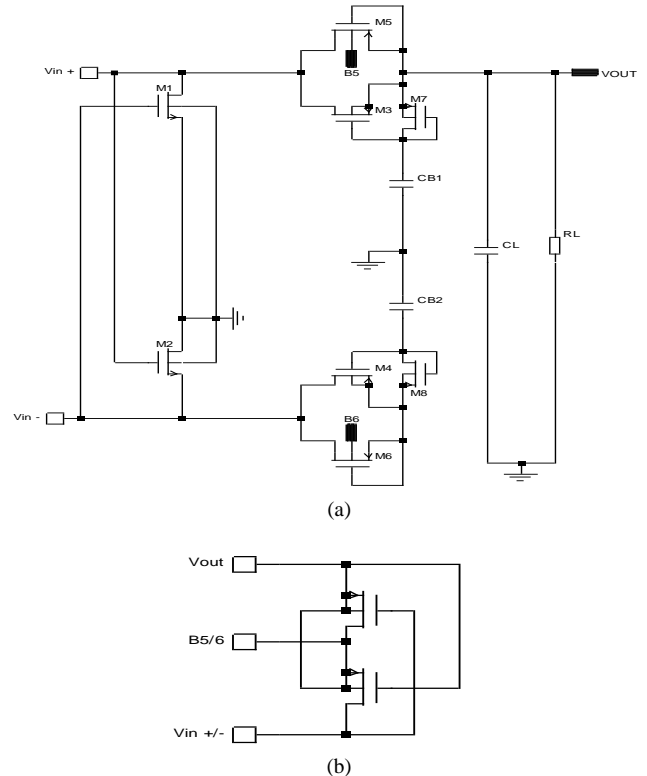 M5
Vin +
B5
VOUT
M1
M7
M3
CB1
RL
CL
CB2
M2
M4
M8
Vin -
B6
M6
(a)
Vout
B5/6
Vin +/-
(b)